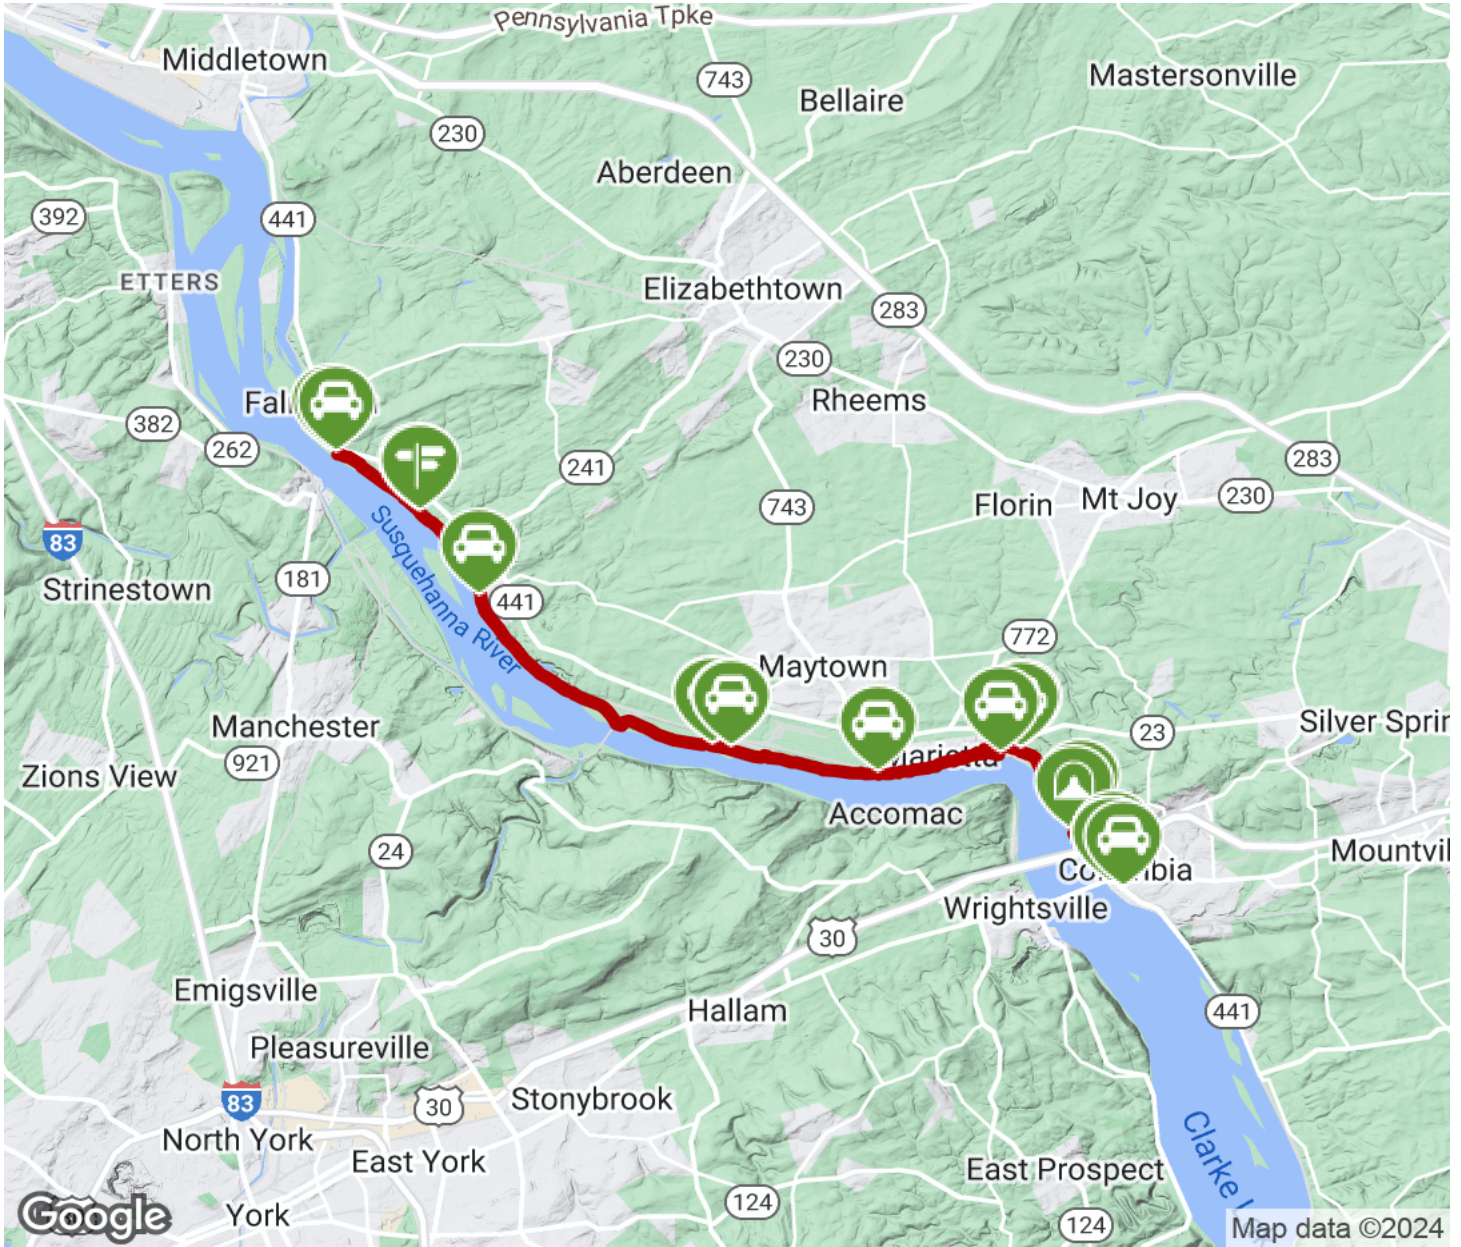 Pennsylvania Tpke
Middletown
743
Mastersonville
Bellaire
230
Aberdeen
392
441
ETTERS
Elizabethtown
283
230
Rheems
382
262
241
283
Florin
Mt Joy
230
743
Susquehanna River
83
Strinestown
181
441
772
Maytown
Manchester
23
Silver Sprin
921
Zions View
Accomac
24
Mountvil
Wrightsville
30
Emigsville
Hallam
441
Pleasureville
Stonybrook
83
30
North York
East York
Clarke L
East Prospect
124
124
York
Google
Map data ©2024